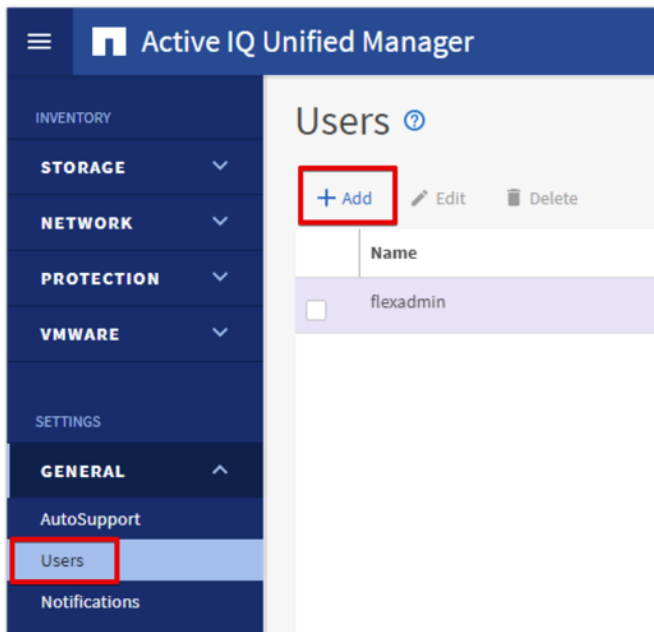 Active IQ Unified Manager
INVENTORY
STORAGE
NETWORK
PROTECTION
VMWARE
SETTINGS
GENERAL
AutoSupport
Users
Notifications
Users ?
+ Add Edit Delete
Name
flexadmin